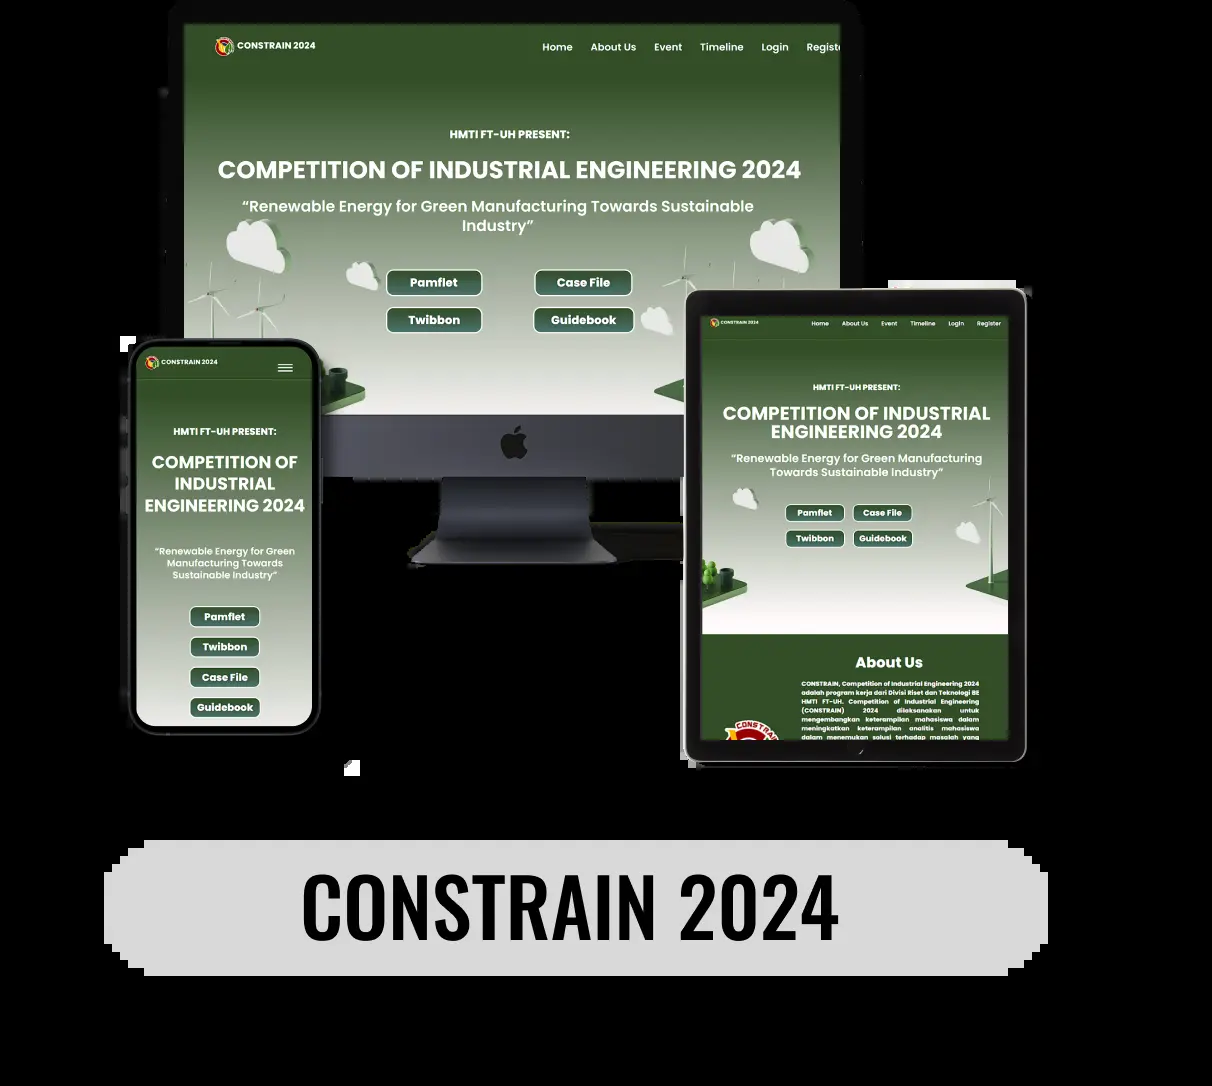 CONSTRAIN 2024
Home About Us Event Timeline Login Registe
HMTI FT-UH PRESENT:
COMPETITION OF INDUSTRIAL ENGINEERING 2024
“Renewable Energy for Green Manufacturing Towards Sustainable
Industry”
Pamflet Case File
Twibbon Guidebook
CONSTRAIN 2024
HMTI FT-UH PRESENT:
COMPETITION OF
INDUSTRIAL
ENGINEERING 2024
“Renewable Energy for Green
Manufacturing Towards
Sustainable Industry”
Pamflet
Twibbon
Case File
Guidebook
CONSTRAIN 2024
Home About Us Event Timeline Login Register
HMTI FT-UH PRESENT:
COMPETITION OF INDUSTRIAL
ENGINEERING 2024
“Renewable Energy for Green Manufacturing
Towards Sustainable Industry”
Pamflet Case File
Twibbon Guidebook
About Us
CONSTRAIN, Competition of Industrial Engineering 2024
adalah program kerja dari Divisi Riset dan Teknologi BE
HMTI FT-UH. Competition of Industrial Engineering
(CONSTRAIN) 2024 dilaksanakan untuk
mengembangkan keterampilan mahasiswa dalam
meningkatkan keterampilan analitis mahasiswa
dalam menemukan solusi terhadap masalah yang
CONSTRAI
CONSTRAIN 2024